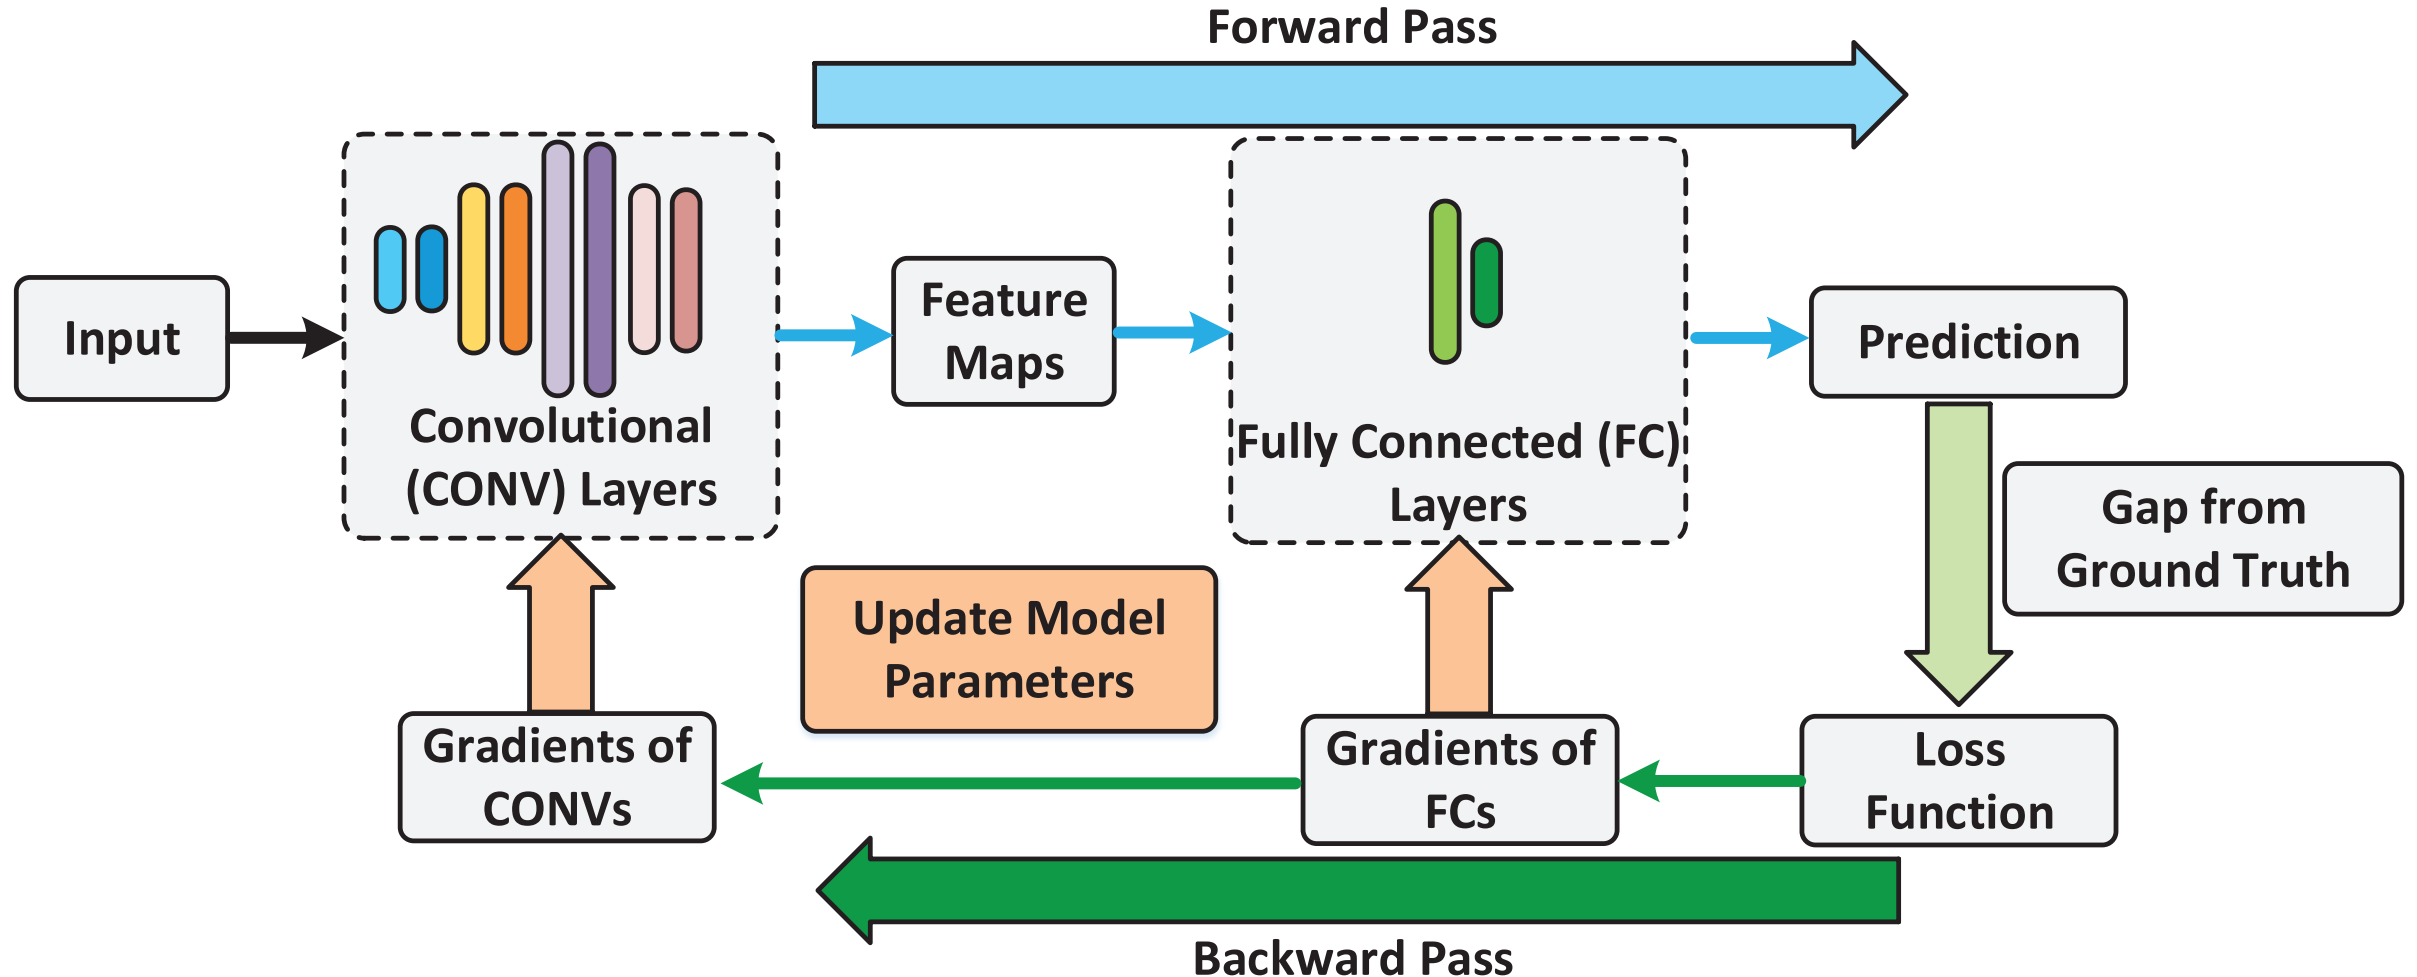 Forward Pass
Input
Convolutional
(CONV) Layers
Feature
Maps
Fully Connected (FC)
Layers
Prediction
Gap from
Ground Truth
Update Model
Parameters
Gradients of
CONVs
Gradients of
FCs
Loss
Function
Backward Pass